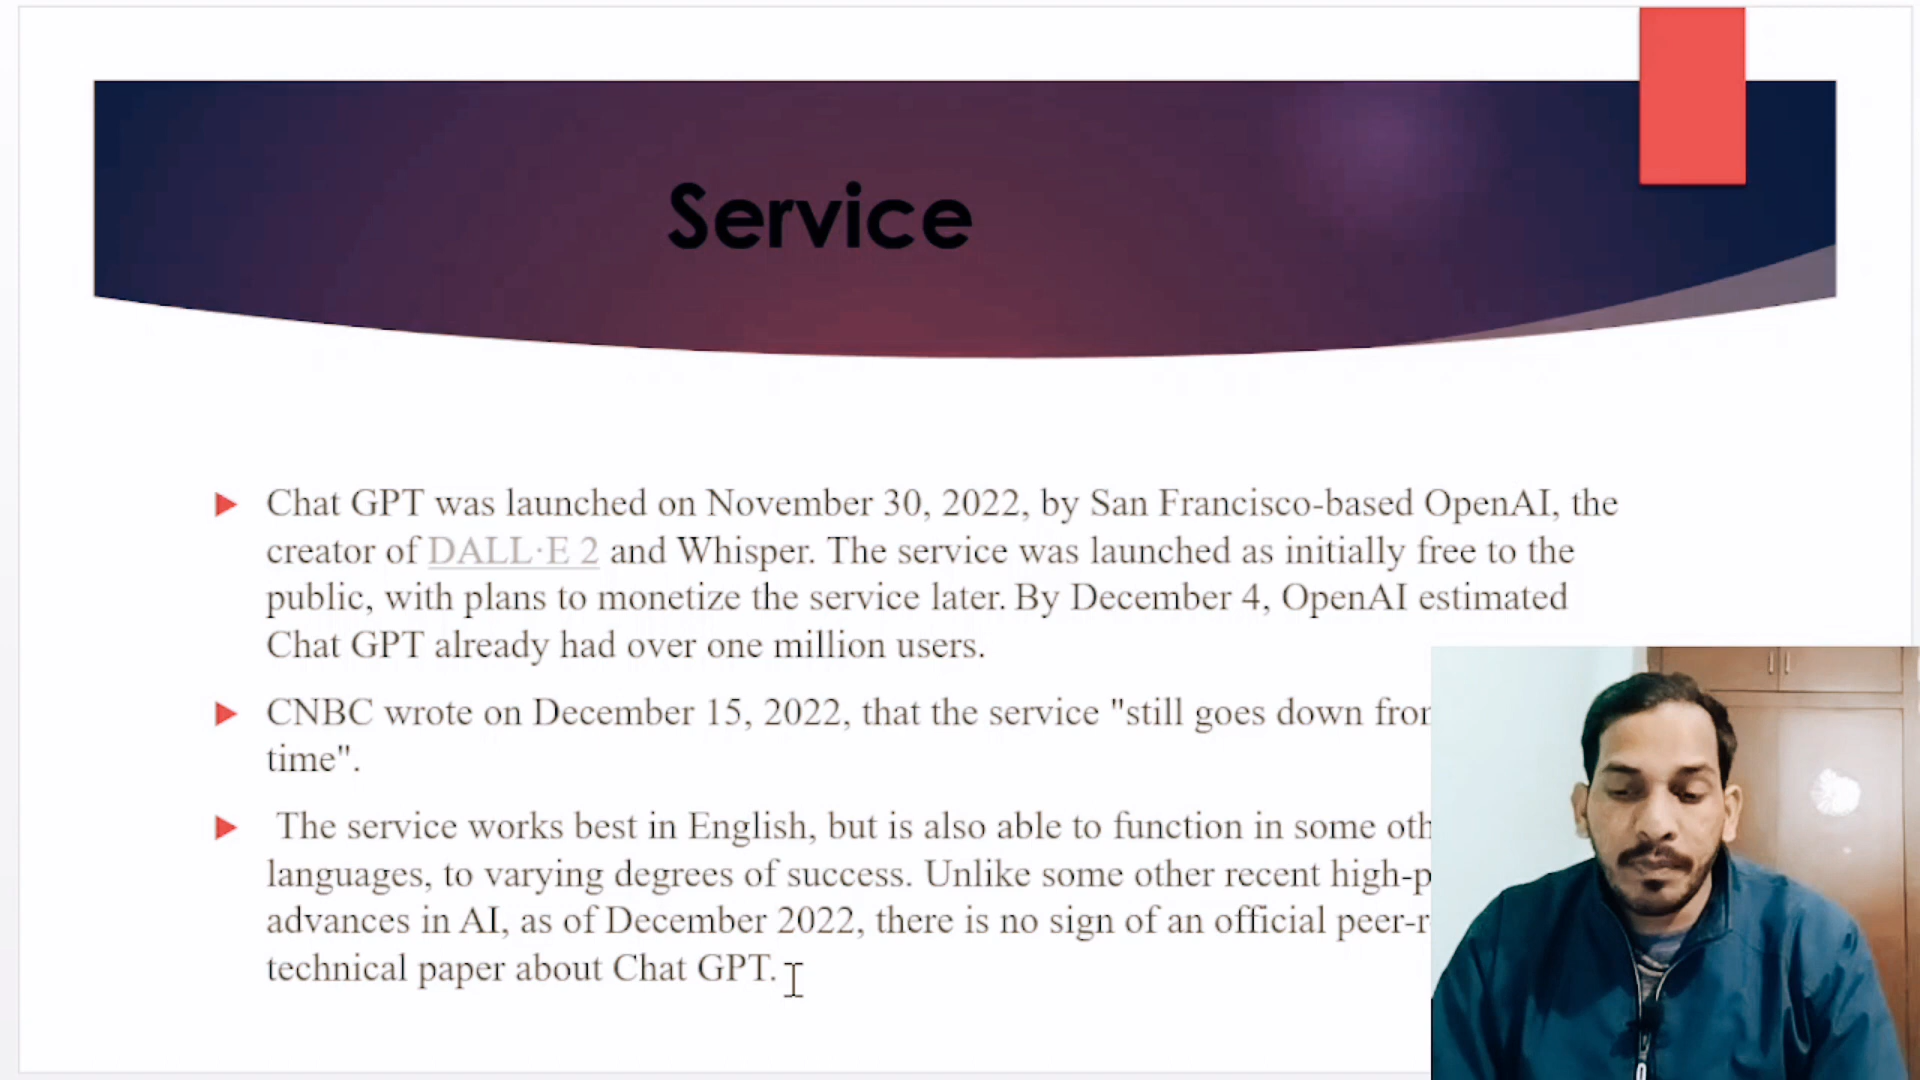 Service
Chat GPT was launched on November 30, 2022, by San Francisco-based OpenAI, the
creator of DALL·E 2 and Whisper. The service was launched as initially free to the
public, with plans to monetize the service later. By December 4, OpenAI estimated
Chat GPT already had over one million users.
CNBC wrote on December 15, 2022, that the service "still goes down
time".
The service works best in English, but is also able to function in some
languages, to varying degrees of success. Unlike some other recent
advances in AI, as of December 2022, there is no sign of an official
technical paper about Chat GPT.